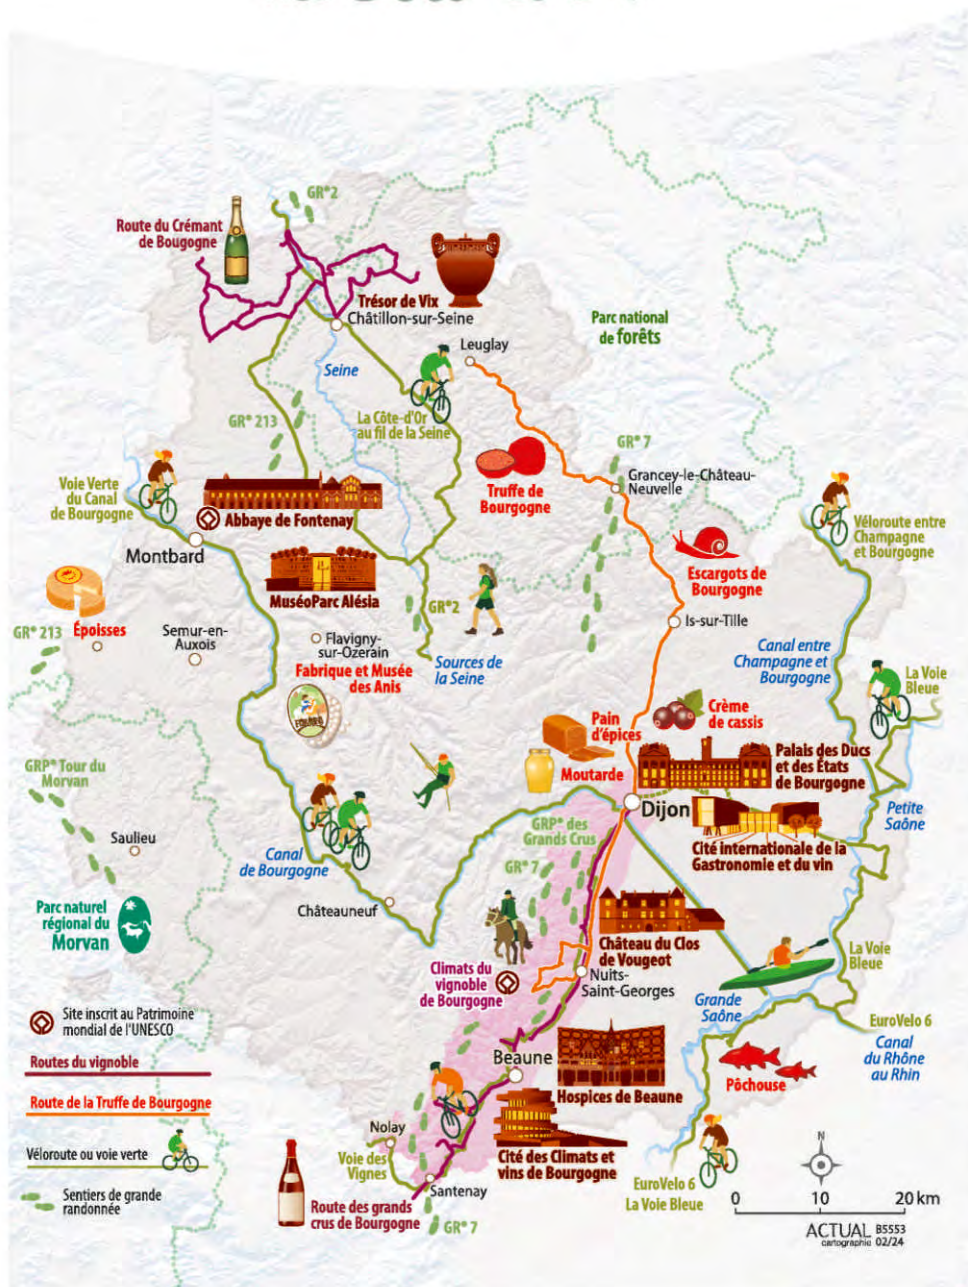 GR®2
Route du Crémant
de Bougogne
Trésor de Vix
Châtillon-sur-Seine
Parc national
de forêts
Leuglay
Seine
La Côte-d'Or
au fil de la Seine
GR® 213
GR® 7
Grancey-le-Château-
Neuvelle
Truffe de
Bourgogne
Voie Verte
du Canal
de Bourgogne
Abbaye de Fontenay
Véloroute entre
Champagne
et Bourgogne
Montbard
Escargots de
Bourgogne
MuséoParc Alésia
GR®2
Époisses
GR® 213
Semur-en-
Auxois
Flavigny-
sur-Ozerain
Is-sur-Tille
Sources de
la Seine
Canal entre
Champagne et
Bourgogne
Fabrique et Musée
des Anis
La Voie
Bleue
Pain
d'épices
Crème
de cassis
Moutarde
Palais des Ducs
et des États
de Bourgogne
GRP® Tour du
Morvan
Dijon
Petite
Saône
GRP® des
Grands Crus
Saulieu
Cité internationale de la
Gastronomie et du vin
Canal
de Bourgogne
GR® 7
Châteauneuf
Parc naturel
régional du
Morvan
Château du Clos
de Vougeot
La Voie
Bleue
Climats du
vignoble
de Bourgogne
Nuits-
Saint-Georges
Grande
Saône
EuroVelo 6
Canal
du Rhône
au Rhin
Site inscrit au Patrimoine
mondial de l'UNESCO
Routes du vignoble
Beaune
Hospices de Beaune
Pôchouse
Route de la Truffe de Bourgogne
Nolay
Véloroute ou voie verte
Voie des
Vignes
Cité des Climats et
vins de Bourgogne
N
Sentiers de grande
randonnée
Santenay
EuroVelo 6
La Voie Bleue
Route des grands
crus de Bourgogne
GR® 7
0 10 20 km
ACTUAL B5553
cartographie 02/24